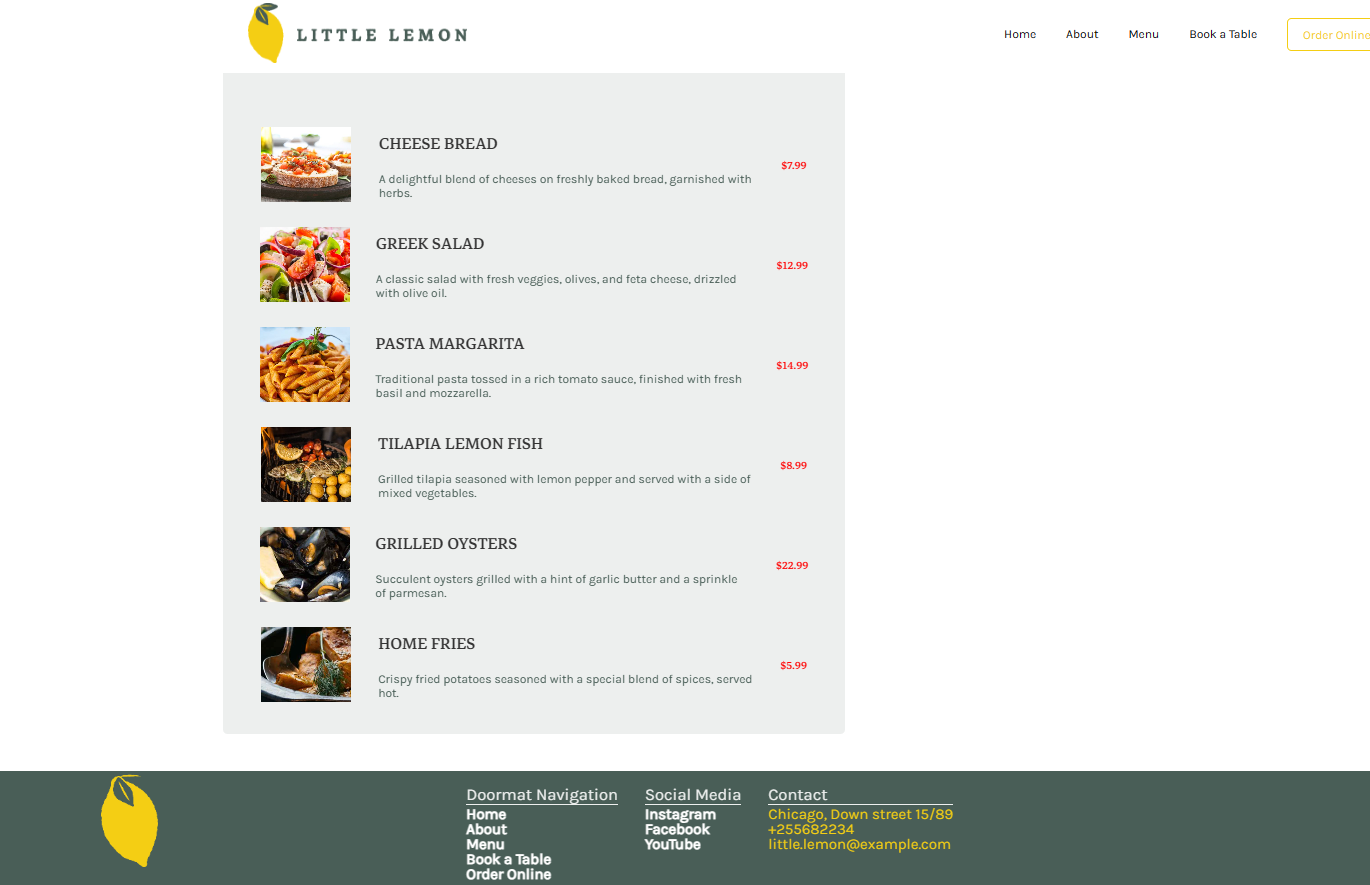 LITTLE LEMON
Home About Menu Book a Table Order Online
CHEESE BREAD
A delightful blend of cheeses on freshly baked bread, garnished with
herbs.
$7.99
GREEK SALAD
A classic salad with fresh veggies, olives, and feta cheese, drizzled
with olive oil.
$12.99
PASTA MARGARITA
Traditional pasta tossed in a rich tomato sauce, finished with fresh
basil and mozzarella.
$14.99
TILAPIA LEMON FISH
Grilled tilapia seasoned with lemon pepper and served with a side of
mixed vegetables.
$8.99
GRILLED OYSTERS
Succulent oysters grilled with a hint of garlic butter and a sprinkle
of parmesan.
$22.99
HOME FRIES
Crispy fried potatoes seasoned with a special blend of spices, served
hot.
$5.99
Doormat Navigation
Home
About
Menu
Book a Table
Order Online
Social Media
Instagram
Facebook
YouTube
Contact
Chicago, Down street 15/89
+255682234
little.lemon@example.com